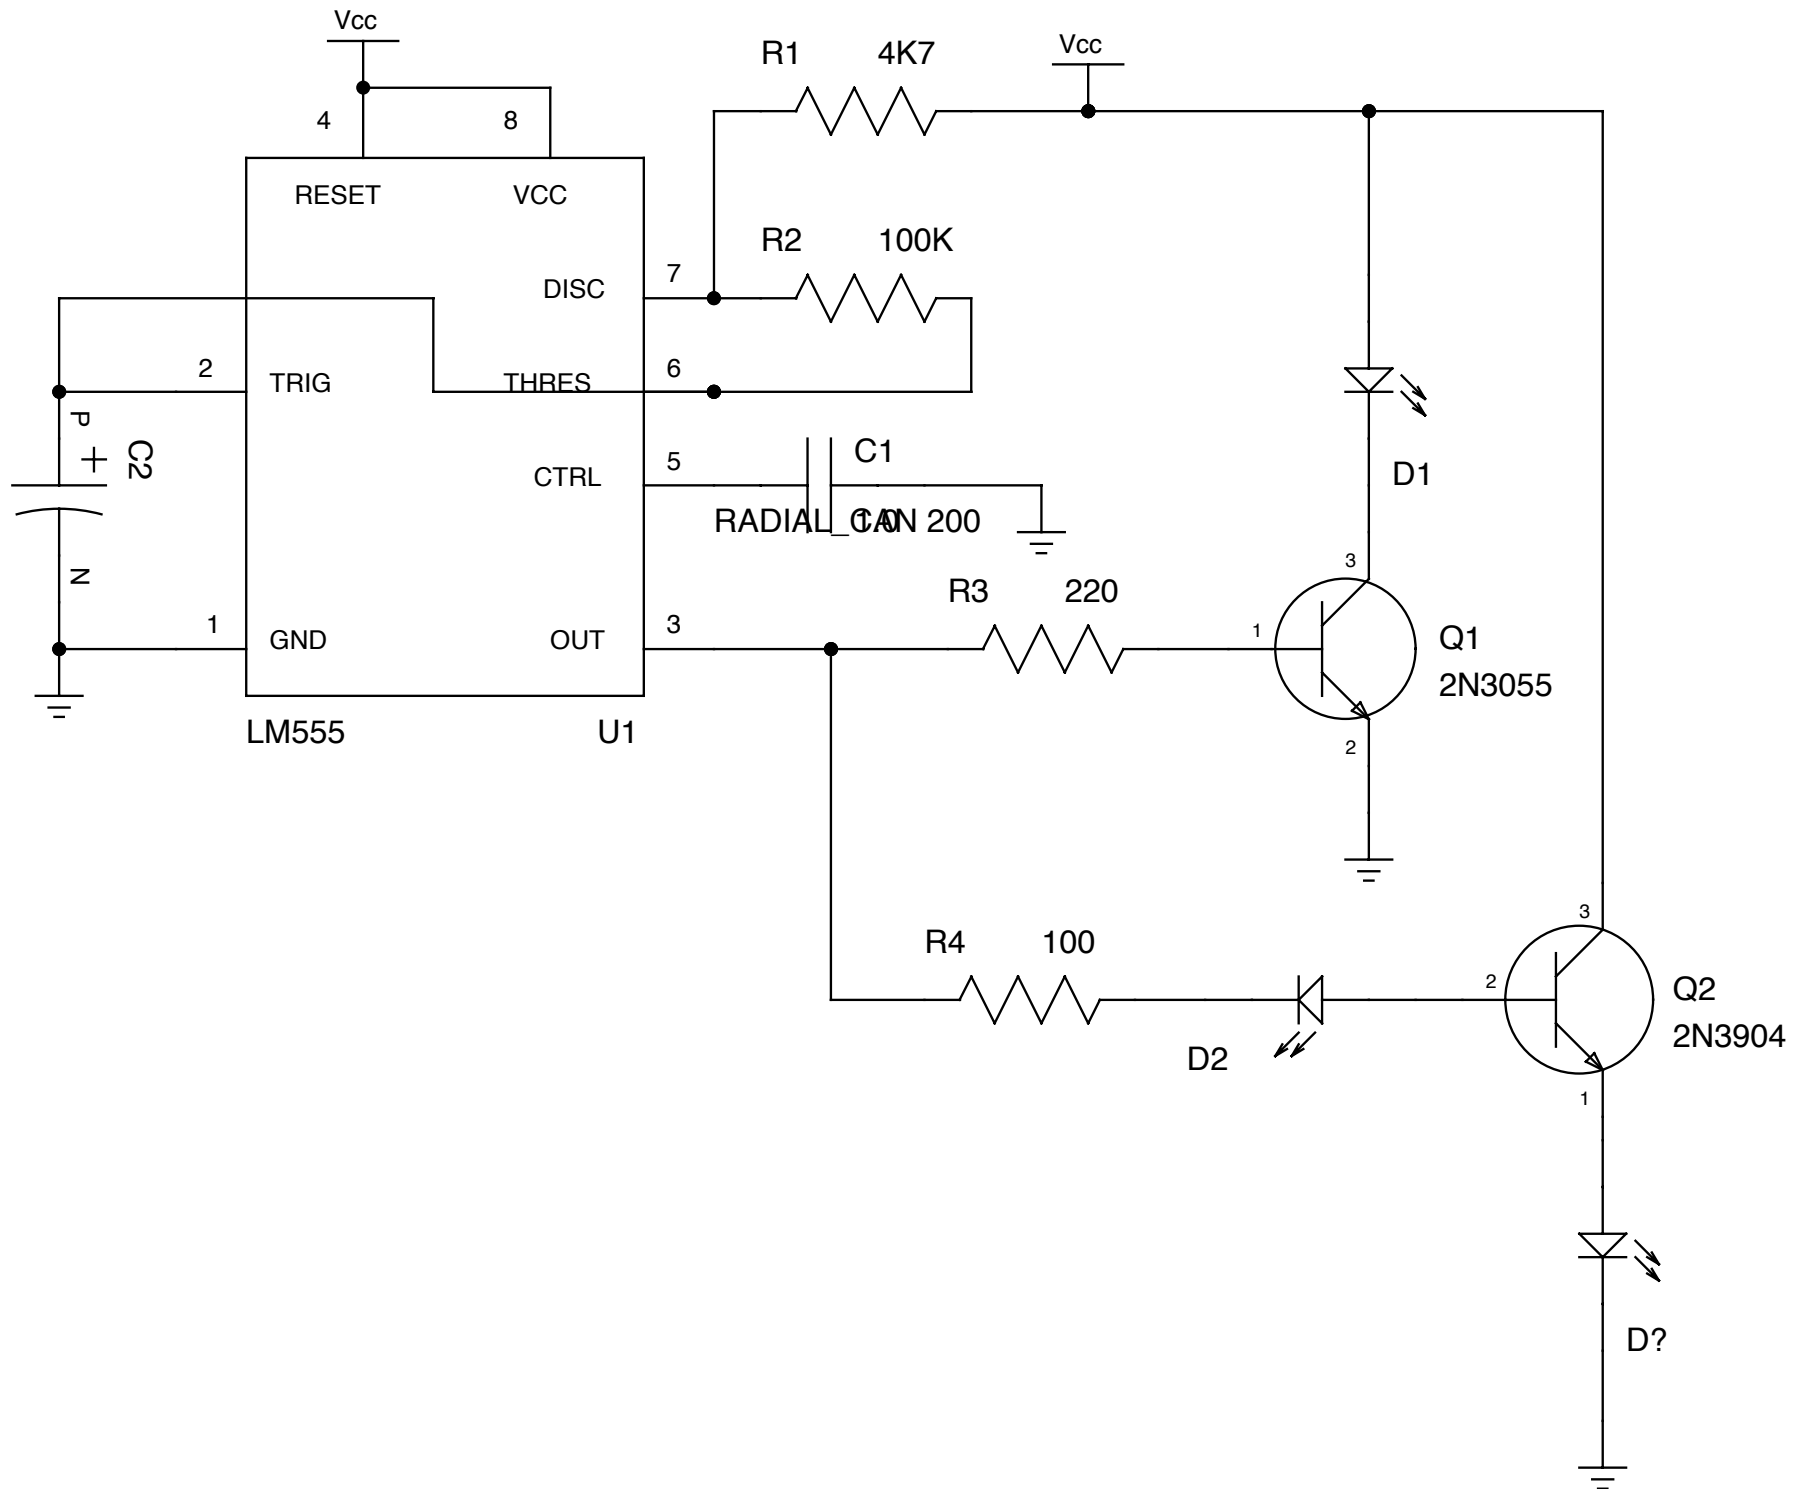 Vcc
R1 4K7
Vcc
4
8
RESET
VCC
R2 100K
7
DISC
2
TRIG
6
THRES
P
+
C2
5
CTRL
C1
D1
RADIAL_CAN 200
N
3
R3 220
1
GND
3
OUT
1
Q1
2N3055
LM555
U1
2
3
R4 100
2
Q2
2N3904
D2
1
D?